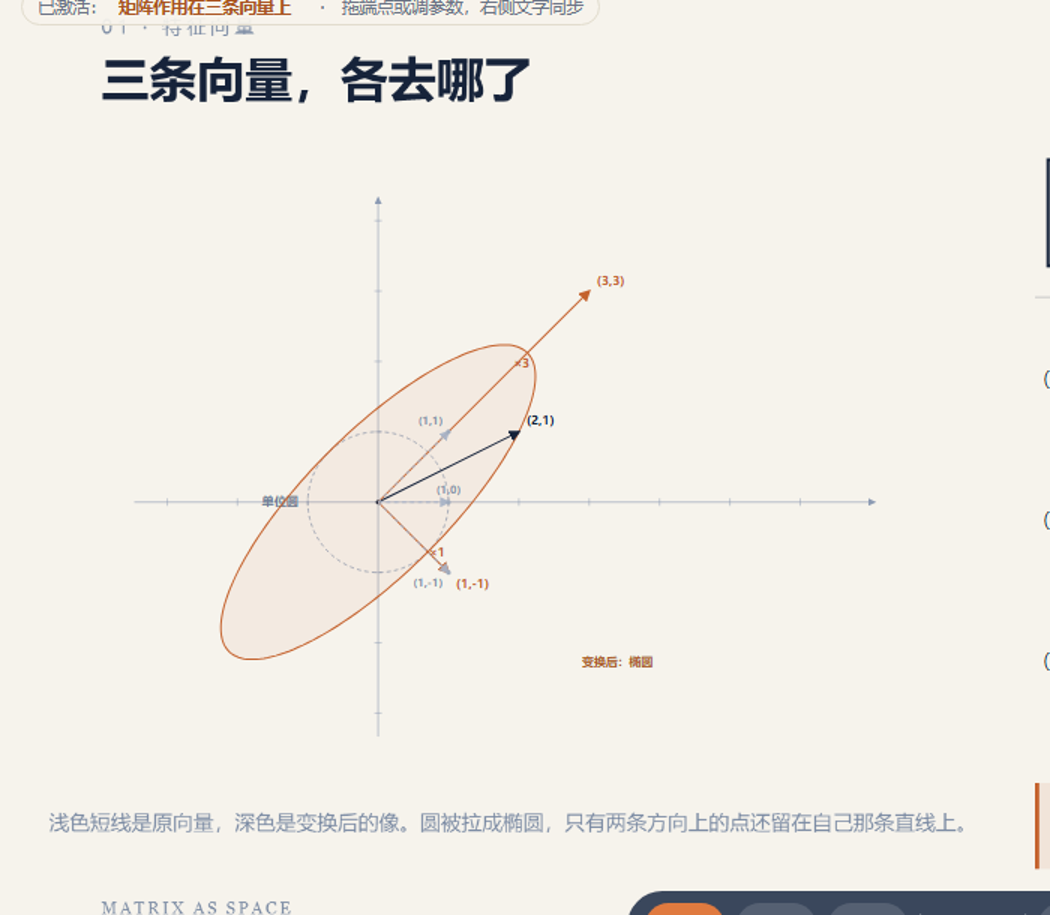 已激活： 矩阵作用在三条向量上 · 拖端点或调参数，右侧文字同步
01 · 特征向量
三条向量，各去哪了
(3,3)
×3
(1,1)
(2,1)
(1,0)
单位圆
×1
(1,-1)
(1,-1)
变换后：椭圆
浅色短线是原向量，深色是变换后的像。圆被拉成椭圆，只有两条方向上的点还留在自己那条直线上。
MATRIX AS SPACE